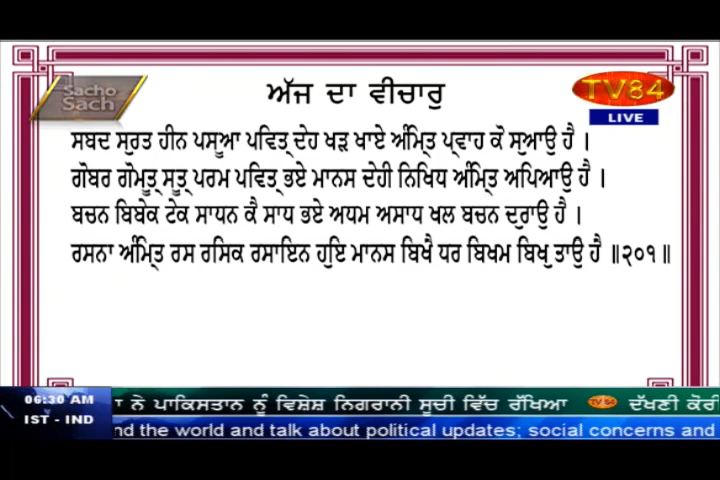 ਅੱਜ ਦਾ ਵੀਚਾਰੁ
Sacho
Sach
TV84
LIVE
ਸਬਦ ਸੁਰਤ ਹੀਨ ਪਸੂਆ ਪਵਿਤ੍ਰ ਦੇਹ ਖੜ ਖਾਏ ਅੰਮ੍ਰਿਤ ਪ੍ਰਵਾਹ ਕੋ ਸੁਆਉ ਹੈ ।
ਗੋਬਰ ਗੋਮੂਤ੍ਰ ਸੂਤ੍ਰ ਪਰਮ ਪਵਿਤ੍ਰ ਭਏ ਮਾਨਸ ਦੇਹੀ ਨਿਖਿਧ ਅੰਮ੍ਰਿਤ ਅਪਿਆਉ ਹੈ ।
ਬਚਨ ਬਿਬੇਕ ਟੇਕ ਸਾਧਨ ਕੈ ਸਾਧ ਭਏ ਅਧਮ ਅਸਾਧ ਖਲ ਬਚਨ ਦੁਰਾਉ ਹੈ ।
ਰਸਨਾ ਅੰਮ੍ਰਿਤ ਰਸ ਰਸਿਕ ਰਸਾਇਨ ਹੁਇ ਮਾਨਸ ਬਿਖੈ ਧਰ ਬਿਖਮ ਬਿਖੁ ਤਾਉ ਹੈ ॥੨੦੧॥
06:30 AM
IST - IND
ਨੇ ਪਾਕਿਸਤਾਨ ਨੂੰ ਵਿਸ਼ੇਸ਼ ਨਿਗਰਾਨੀ ਸੂਚੀ ਵਿੱਚ ਰੱਖਿਆ TV 84 ਦੱਖਣੀ ਕੋਰੀ
nd the world and talk about political updates; social concerns and